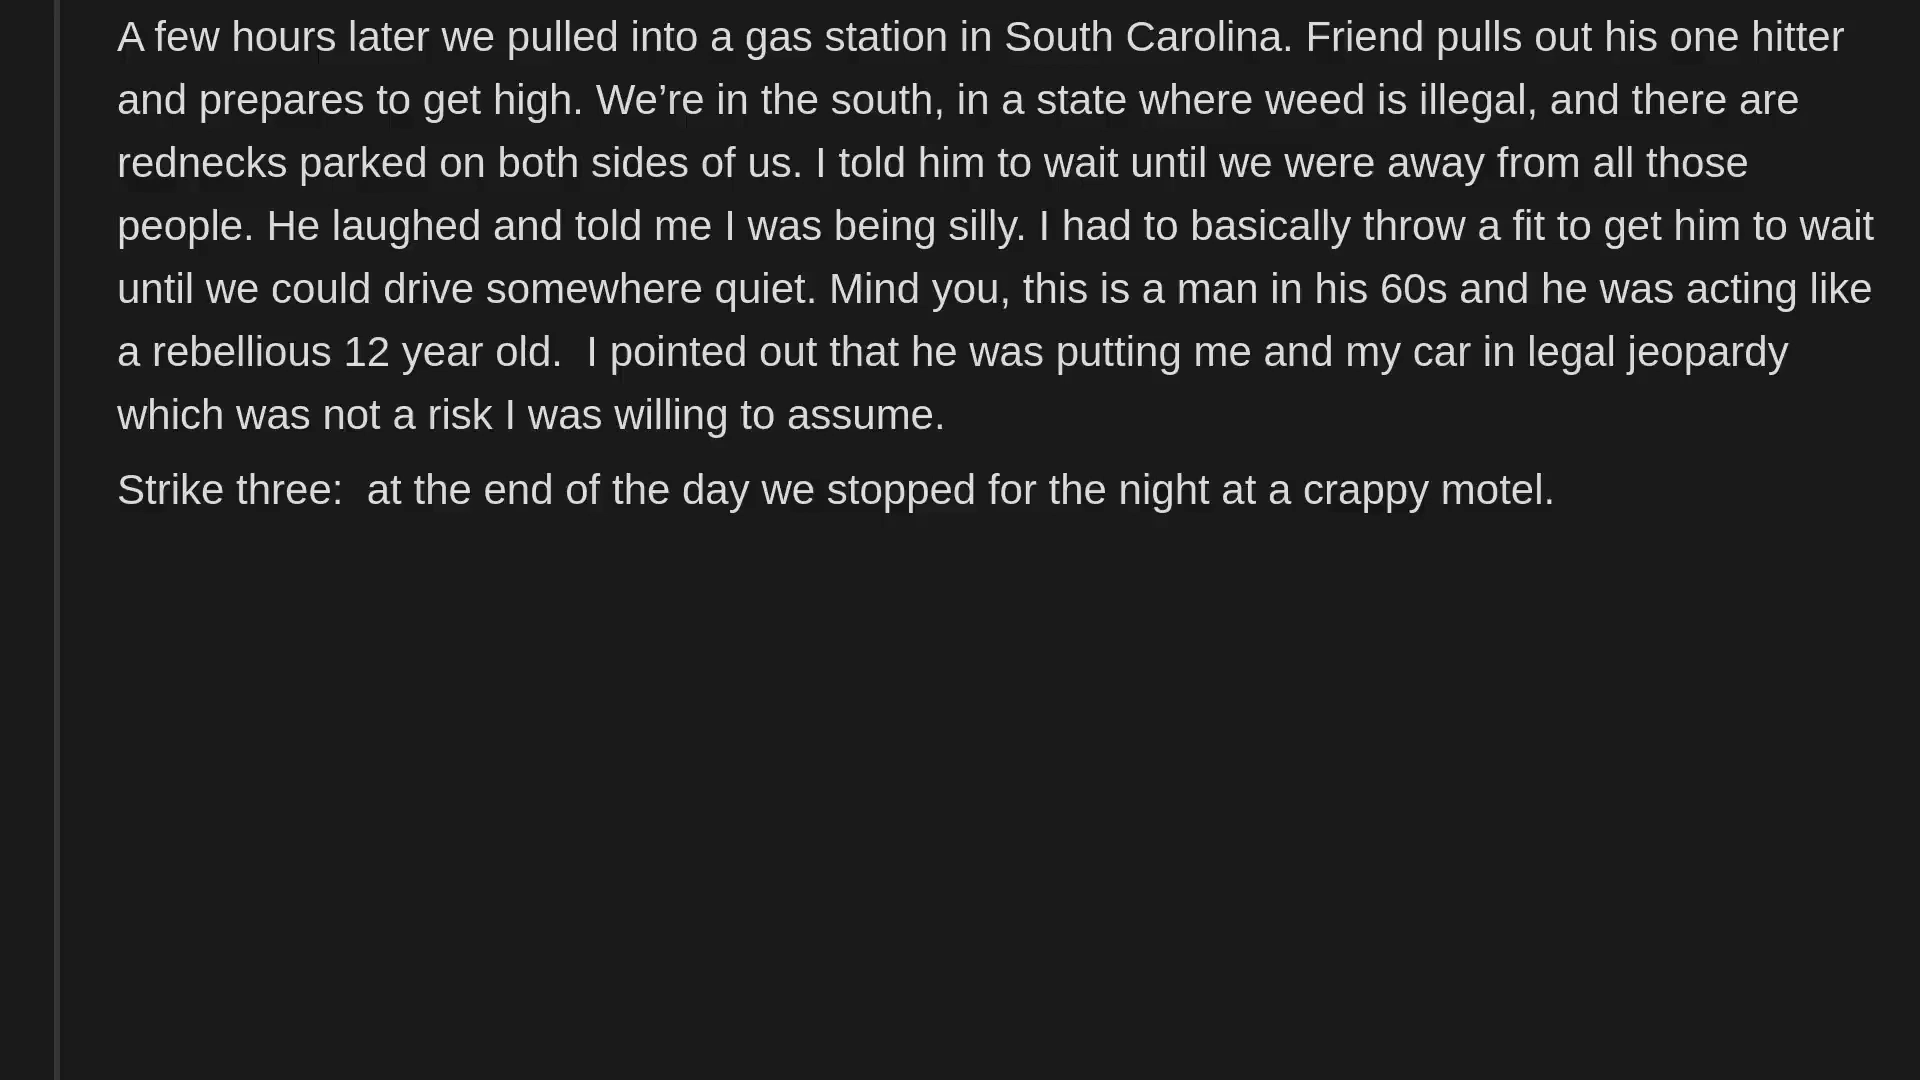 A few hours later we pulled into a gas station in South Carolina. Friend pulls out his one hitter
and prepares to get high. We’re in the south, in a state where weed is illegal, and there are
rednecks parked on both sides of us. I told him to wait until we were away from all those
people. He laughed and told me I was being silly. I had to basically throw a fit to get him to wait
until we could drive somewhere quiet. Mind you, this is a man in his 60s and he was acting like
a rebellious 12 year old.  I pointed out that he was putting me and my car in legal jeopardy
which was not a risk I was willing to assume.
Strike three:  at the end of the day we stopped for the night at a crappy motel.